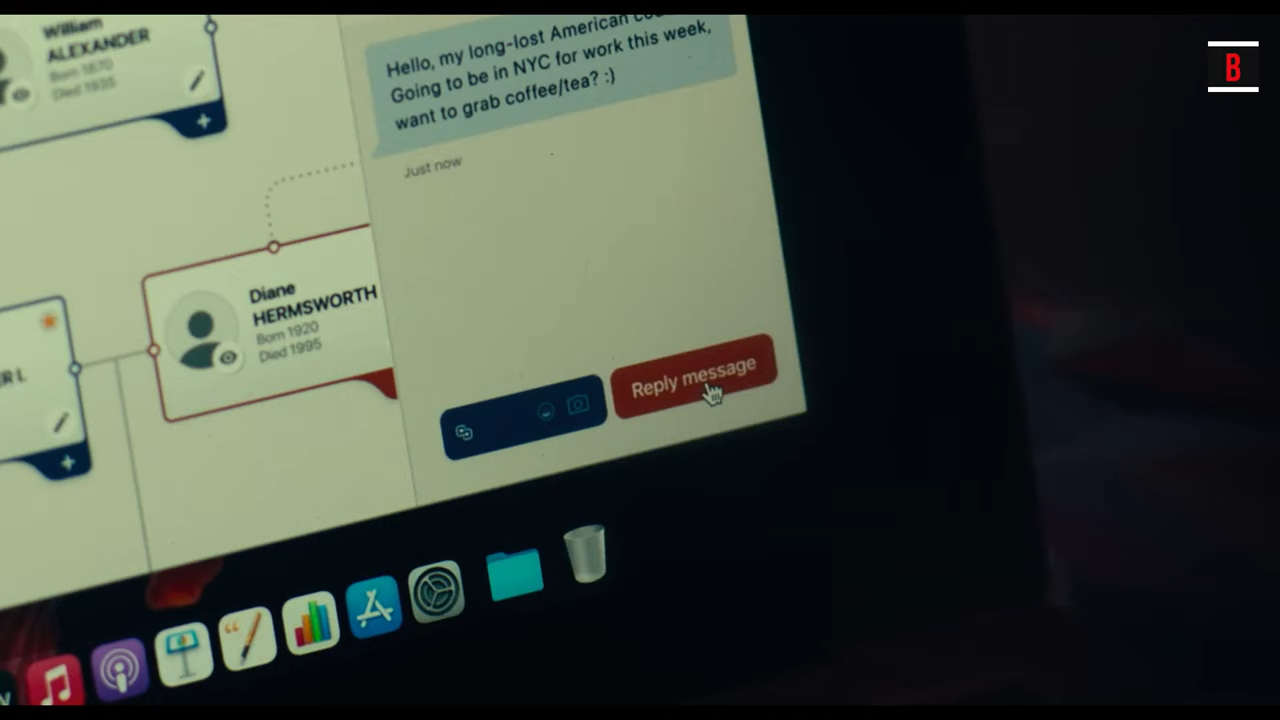 William
ALEXANDER
Born 1870
Died 1935
Hello, my long-lost American
Going to be in NYC for work this week,
want to grab coffee/tea? :)
Just now
Diane
HERMSWORTH
Born 1920
Died 1995
Reply message
B